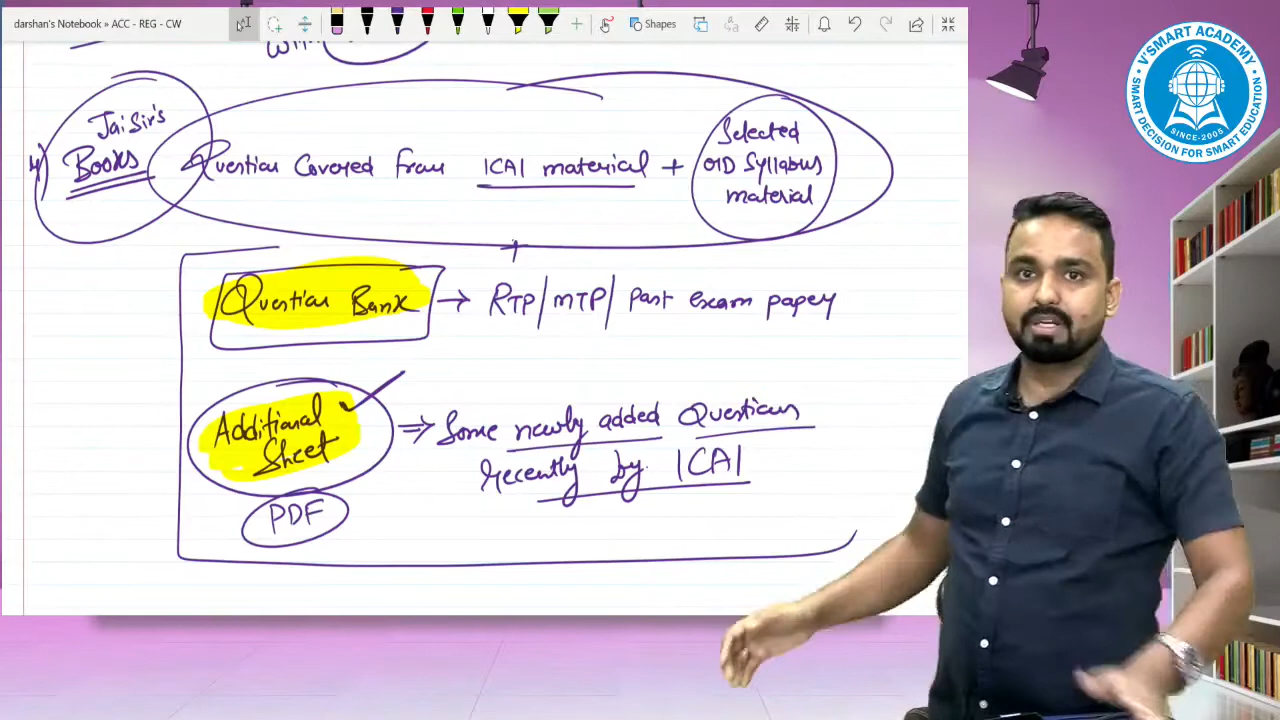 darshan's Notebook » ACC - REG - CW
Shapes
4) Jai Sir's
Books
Question Covered from ICAI material +
Selected
OLD Syllabus
material
Question Bank → RTP/MTP/ Past exam papers
Additional
Sheet
⇒ Some newly added Questions
recently by ICAI
PDF
V'SMART ACADEMY
SINCE-2005
SMART DECISION FOR SMART EDUCATION